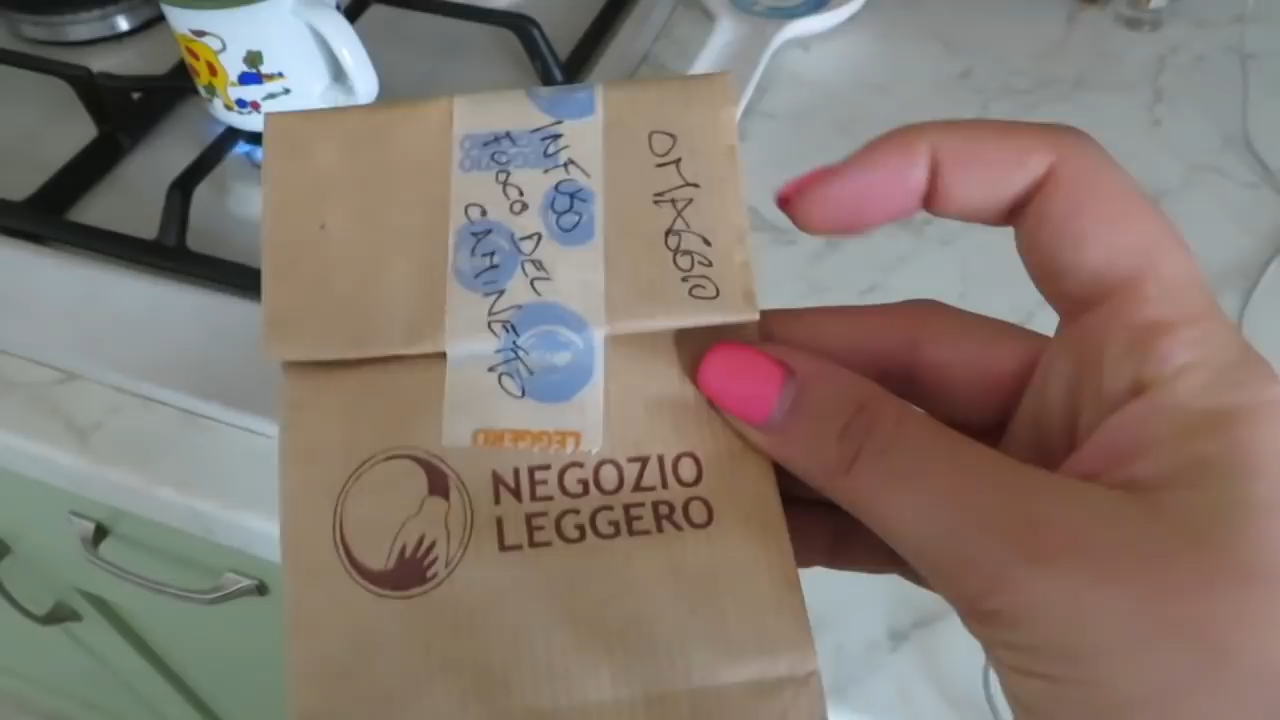 OMAGGIO
INFUSO
FUOCO DEL
CAMINETTO
LEGGERO
NEGOZIO
LEGGERO